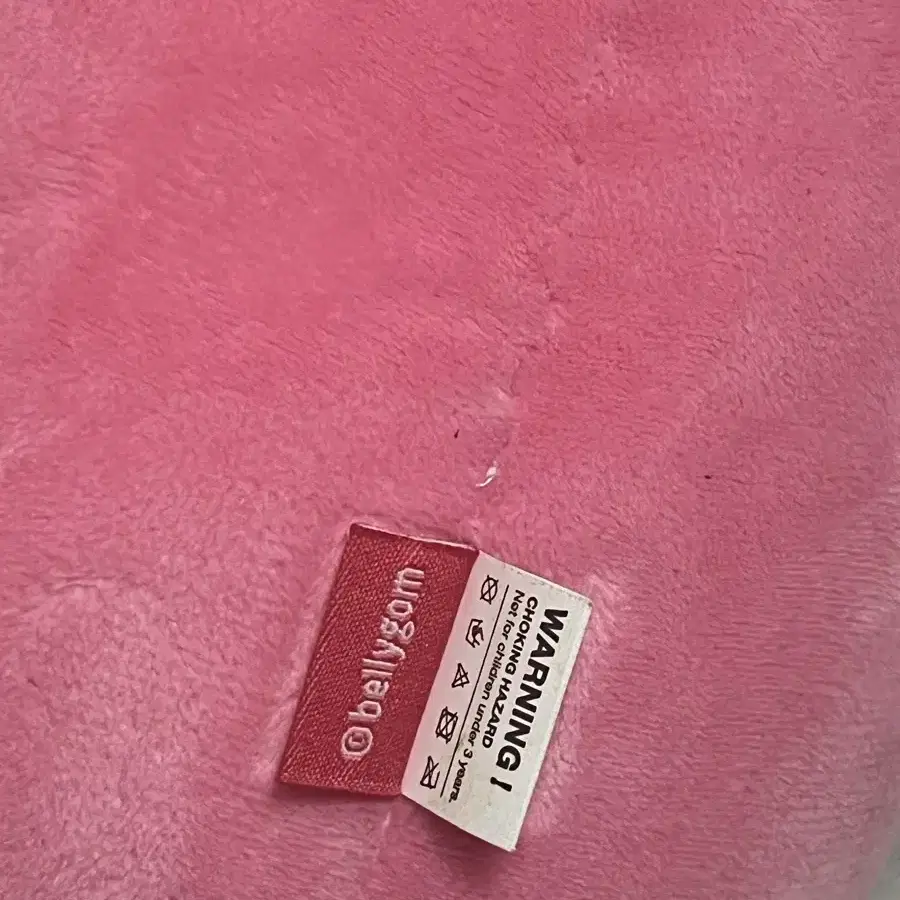 ©bellygom
WARNING !
CHOKING HAZARD
Not for children under 3 years.